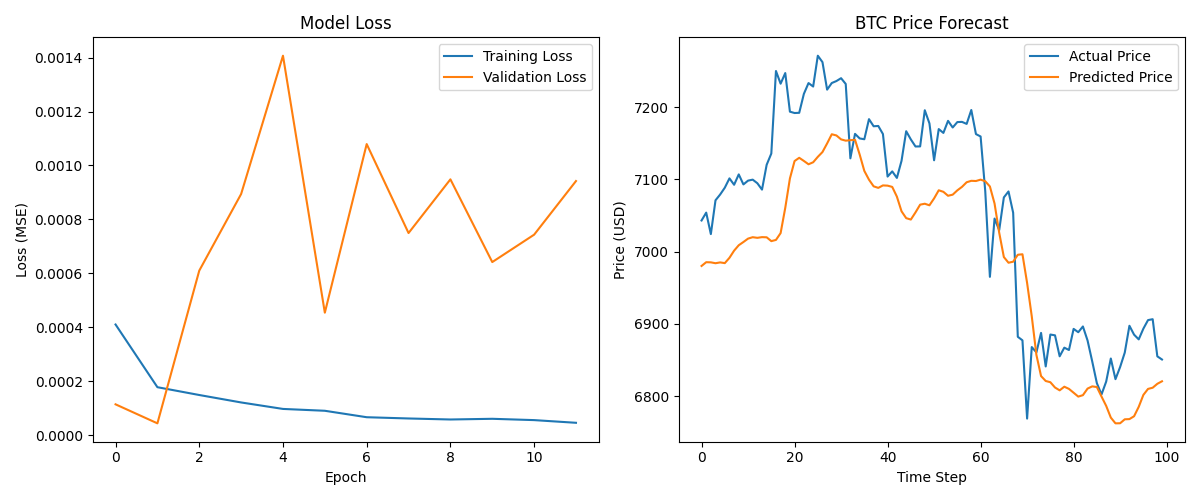 Model Loss
Training Loss
Validation Loss
Loss (MSE)
0.0014
0.0012
0.0010
0.0008
0.0006
0.0004
0.0002
0.0000
0 2 4 6 8 10
Epoch
BTC Price Forecast
Actual Price
Predicted Price
Price (USD)
7200
7100
7000
6900
6800
0 20 40 60 80 100
Time Step